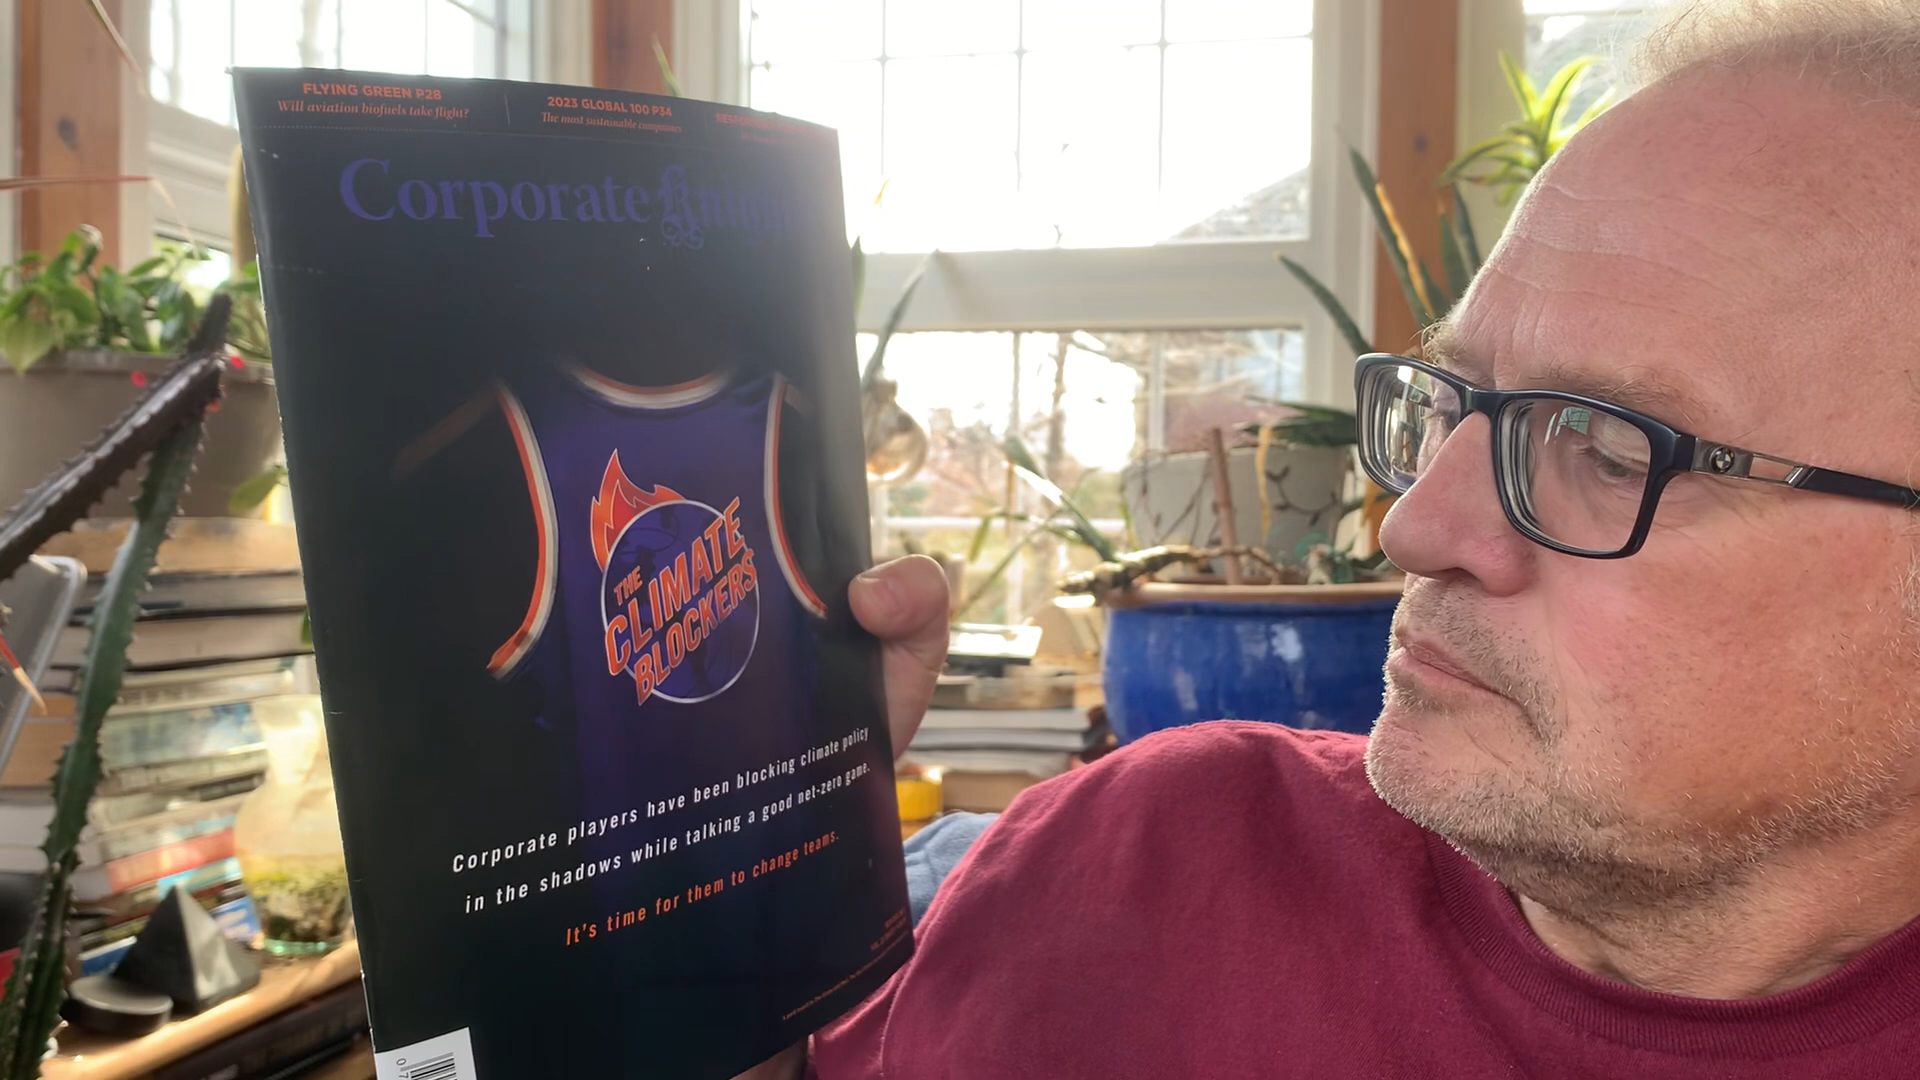 FLYING GREEN P28
Will aviation biofuels take flight?
2023 GLOBAL 100 P34
The most sustainable companies
Corporate Knights
THE
CLIMATE
BLOCKERS
Corporate players have been blocking climate policy
in the shadows while talking a good net-zero game.
It's time for them to change teams.